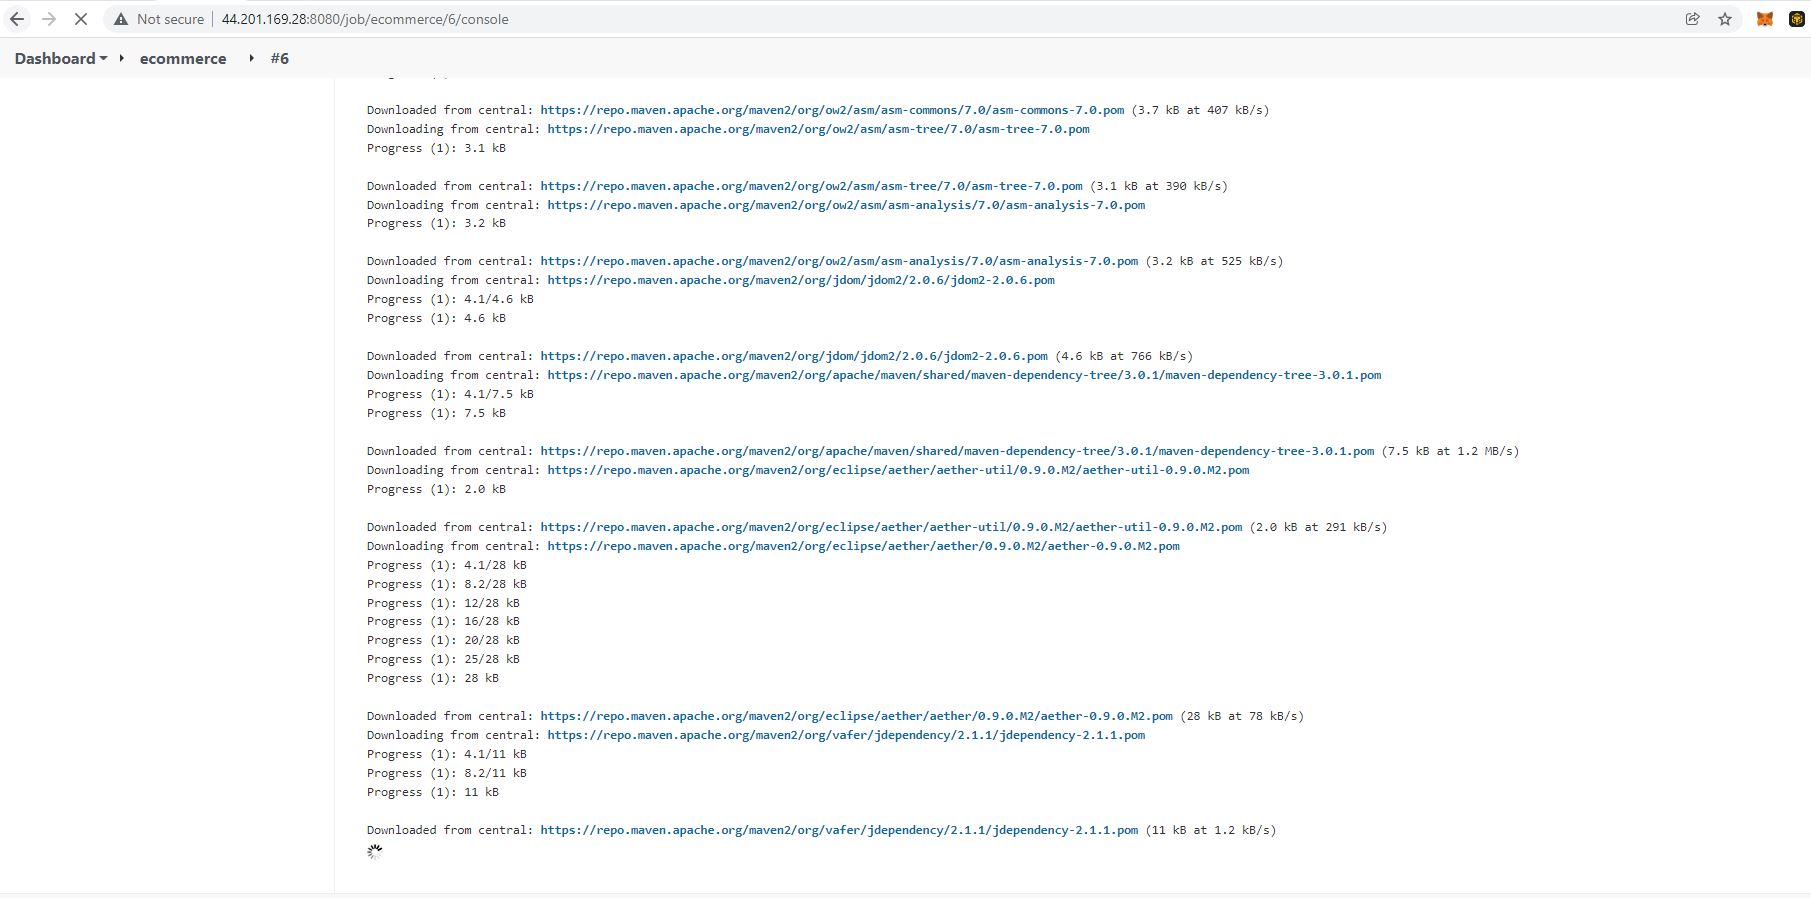 Not secure | 44.201.169.28:8080/job/ecommerce/6/console
Dashboard ecommerce #6
Downloaded from central: https://repo.maven.apache.org/maven2/org/ow2/asm/asm-commons/7.0/asm-commons-7.0.pom (3.7 kB at 407 kB/s)
Downloading from central: https://repo.maven.apache.org/maven2/org/ow2/asm/asm-tree/7.0/asm-tree-7.0.pom
Progress (1): 3.1 kB
Downloaded from central: https://repo.maven.apache.org/maven2/org/ow2/asm/asm-tree/7.0/asm-tree-7.0.pom (3.1 kB at 390 kB/s)
Downloading from central: https://repo.maven.apache.org/maven2/org/ow2/asm/asm-analysis/7.0/asm-analysis-7.0.pom
Progress (1): 3.2 kB
Downloaded from central: https://repo.maven.apache.org/maven2/org/ow2/asm/asm-analysis/7.0/asm-analysis-7.0.pom (3.2 kB at 525 kB/s)
Downloading from central: https://repo.maven.apache.org/maven2/org/jdom/jdom2/2.0.6/jdom2-2.0.6.pom
Progress (1): 4.1/4.6 kB
Progress (1): 4.6 kB
Downloaded from central: https://repo.maven.apache.org/maven2/org/jdom/jdom2/2.0.6/jdom2-2.0.6.pom (4.6 kB at 766 kB/s)
Downloading from central: https://repo.maven.apache.org/maven2/org/apache/maven/shared/maven-dependency-tree/3.0.1/maven-dependency-tree-3.0.1.pom
Progress (1): 4.1/7.5 kB
Progress (1): 7.5 kB
Downloaded from central: https://repo.maven.apache.org/maven2/org/apache/maven/shared/maven-dependency-tree/3.0.1/maven-dependency-tree-3.0.1.pom (7.5 kB at 1.2 MB/s)
Downloading from central: https://repo.maven.apache.org/maven2/org/eclipse/aether/aether-util/0.9.0.M2/aether-util-0.9.0.M2.pom
Progress (1): 2.0 kB
Downloaded from central: https://repo.maven.apache.org/maven2/org/eclipse/aether/aether-util/0.9.0.M2/aether-util-0.9.0.M2.pom (2.0 kB at 291 kB/s)
Downloading from central: https://repo.maven.apache.org/maven2/org/eclipse/aether/aether/0.9.0.M2/aether-0.9.0.M2.pom
Progress (1): 4.1/28 kB
Progress (1): 8.2/28 kB
Progress (1): 12/28 kB
Progress (1): 16/28 kB
Progress (1): 20/28 kB
Progress (1): 25/28 kB
Progress (1): 28 kB
Downloaded from central: https://repo.maven.apache.org/maven2/org/eclipse/aether/aether/0.9.0.M2/aether-0.9.0.M2.pom (28 kB at 78 kB/s)
Downloading from central: https://repo.maven.apache.org/maven2/org/vafer/jdependency/2.1.1/jdependency-2.1.1.pom
Progress (1): 4.1/11 kB
Progress (1): 8.2/11 kB
Progress (1): 11 kB
Downloaded from central: https://repo.maven.apache.org/maven2/org/vafer/jdependency/2.1.1/jdependency-2.1.1.pom (11 kB at 1.2 kB/s)